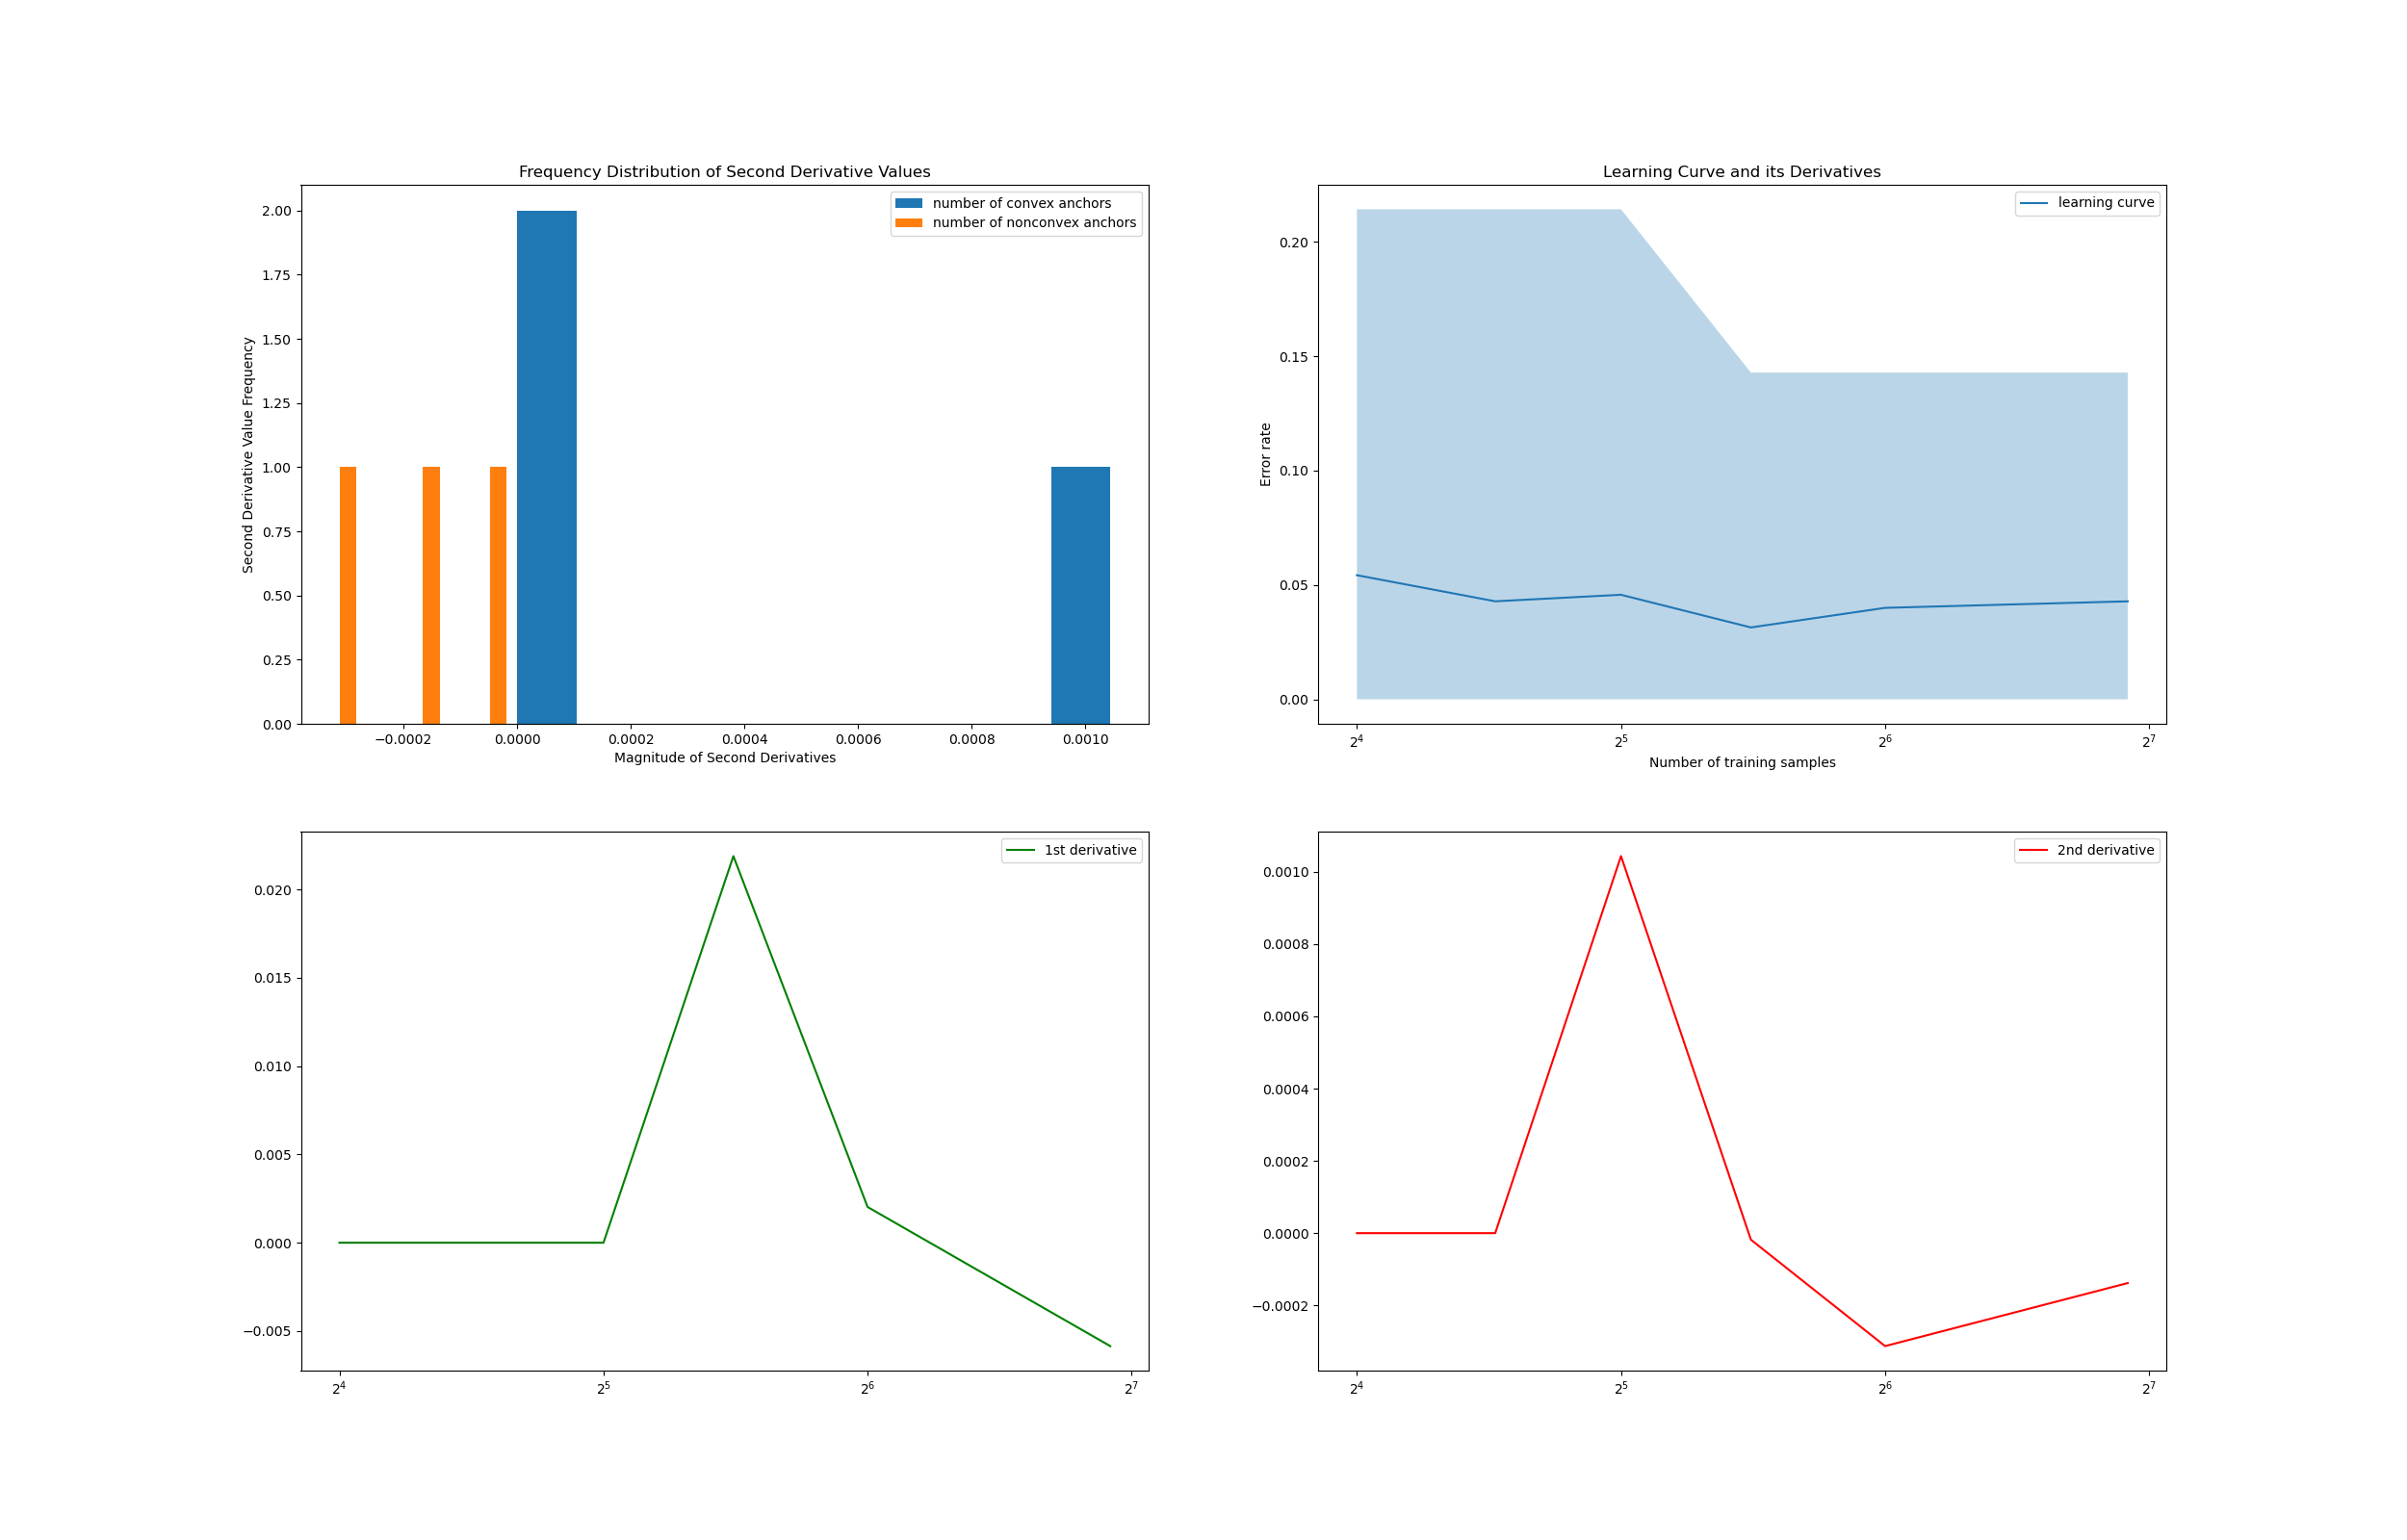 Frequency Distribution of Second Derivative Values
number of convex anchors
number of nonconvex anchors
Second Derivative Value Frequency
2.00
1.75
1.50
1.25
1.00
0.75
0.50
0.25
0.00
−0.0002 0.0000 0.0002 0.0004 0.0006 0.0008 0.0010
Magnitude of Second Derivatives
Learning Curve and its Derivatives
learning curve
Error rate
0.20
0.15
0.10
0.05
0.00
2⁴ 2⁵ 2⁶ 2⁷
Number of training samples
1st derivative
0.020
0.015
0.010
0.005
0.000
−0.005
2⁴ 2⁵ 2⁶ 2⁷
2nd derivative
0.0010
0.0008
0.0006
0.0004
0.0002
0.0000
−0.0002
2⁴ 2⁵ 2⁶ 2⁷